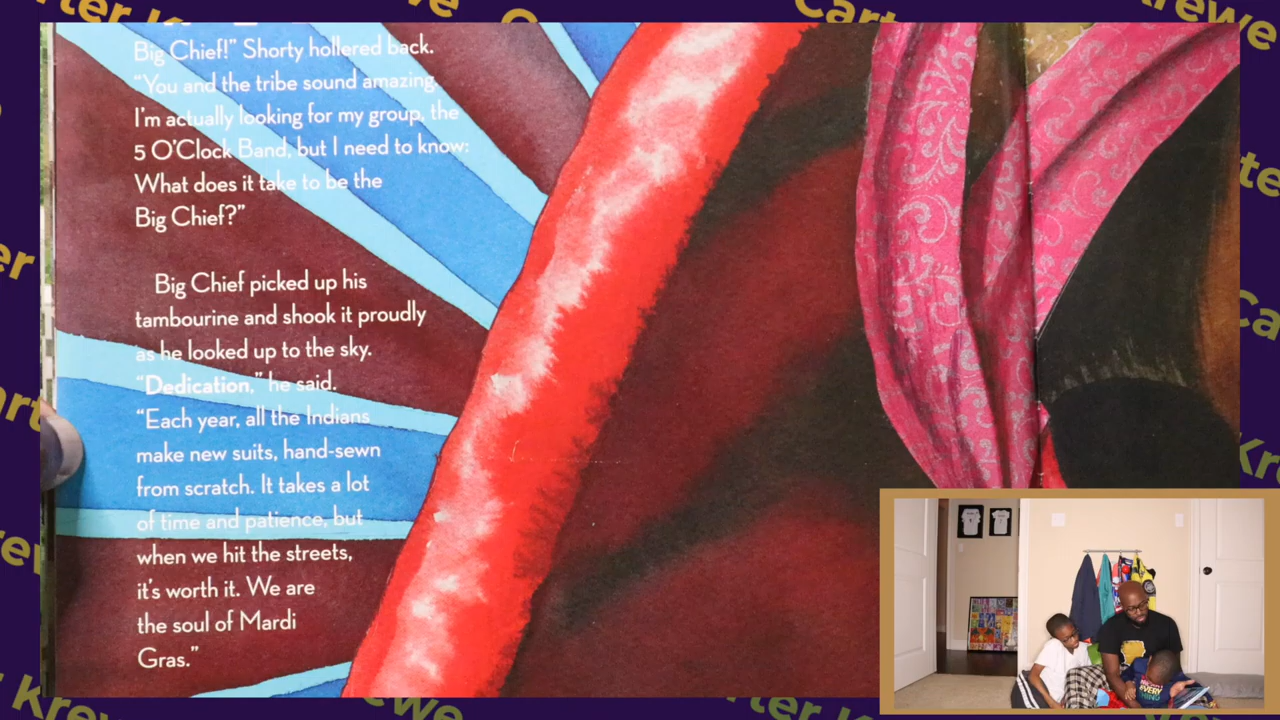 Carter Krewe
Big Chief!” Shorty hollered back.
“You and the tribe sound amazing.
I’m actually looking for my group, the
5 O’Clock Band, but I need to know:
What does it take to be the
Big Chief?”
Big Chief picked up his
tambourine and shook it proudly
as he looked up to the sky.
“Dedication,” he said.
“Each year, all the Indians
make new suits, hand-sewn
from scratch. It takes a lot
of time and patience, but
when we hit the streets,
it’s worth it. We are
the soul of Mardi
Gras.”